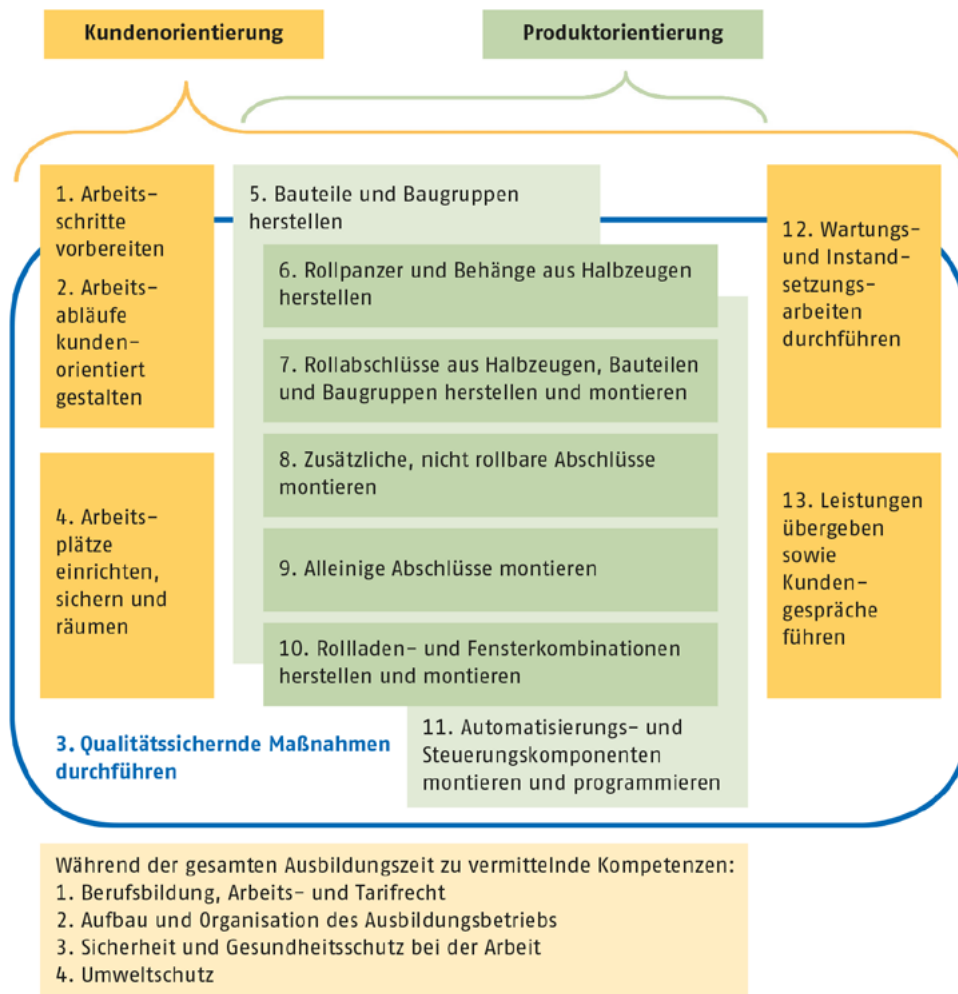 Kundenorientierung
Produktorientierung
1. Arbeits-
schritte
vorbereiten
2. Arbeits-
abläufe
kunden-
orientiert
gestalten
4. Arbeits-
plätze
einrichten,
sichern und
räumen
3. Qualitätssichernde Maßnahmen
durchführen
5. Bauteile und Baugruppen
herstellen
6. Rollpanzer und Behänge aus Halbzeugen
herstellen
7. Rollabschlüsse aus Halbzeugen, Bauteilen
und Baugruppen herstellen und montieren
8. Zusätzliche, nicht rollbare Abschlüsse
montieren
9. Alleinige Abschlüsse montieren
10. Rollladen- und Fensterkombinationen
herstellen und montieren
11. Automatisierungs- und
Steuerungskomponenten
montieren und programmieren
12. Wartungs-
und Instand-
setzungs-
arbeiten
durchführen
13. Leistungen
übergeben
sowie
Kunden-
gespräche
führen
Während der gesamten Ausbildungszeit zu vermittelnde Kompetenzen:
1. Berufsbildung, Arbeits- und Tarifrecht
2. Aufbau und Organisation des Ausbildungsbetriebs
3. Sicherheit und Gesundheitsschutz bei der Arbeit
4. Umweltschutz